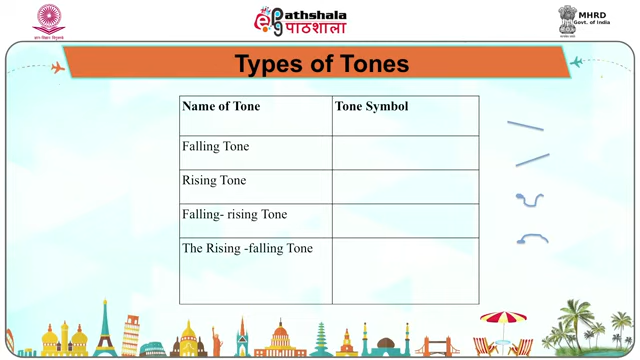 ePathshala
पाठशाला
MHRD
Govt. of India
Types of Tones
Name of Tone
Tone Symbol
Falling Tone
Rising Tone
Falling- rising Tone
The Rising -falling Tone